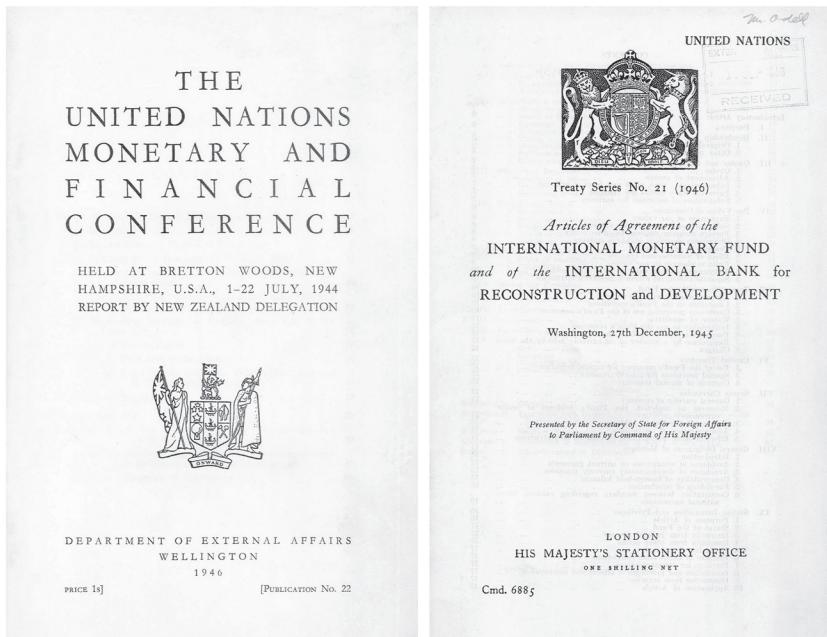 THE
UNITED NATIONS
MONETARY AND
FINANCIAL
CONFERENCE
HELD AT BRETTON WOODS, NEW
HAMPSHIRE, U.S.A., 1–22 JULY, 1944
REPORT BY NEW ZEALAND DELEGATION
ONWARD
DEPARTMENT OF EXTERNAL AFFAIRS
WELLINGTON
1946
PRICE 1s]
[PUBLICATION No. 22
Mr. Odell
UNITED NATIONS
RECEIVED
Treaty Series No. 21 (1946)
Articles of Agreement of the
INTERNATIONAL MONETARY FUND
and of the INTERNATIONAL BANK for
RECONSTRUCTION and DEVELOPMENT
Washington, 27th December, 1945
Presented by the Secretary of State for Foreign Affairs
to Parliament by Command of His Majesty
LONDON
HIS MAJESTY'S STATIONERY OFFICE
ONE SHILLING NET
Cmd. 6885